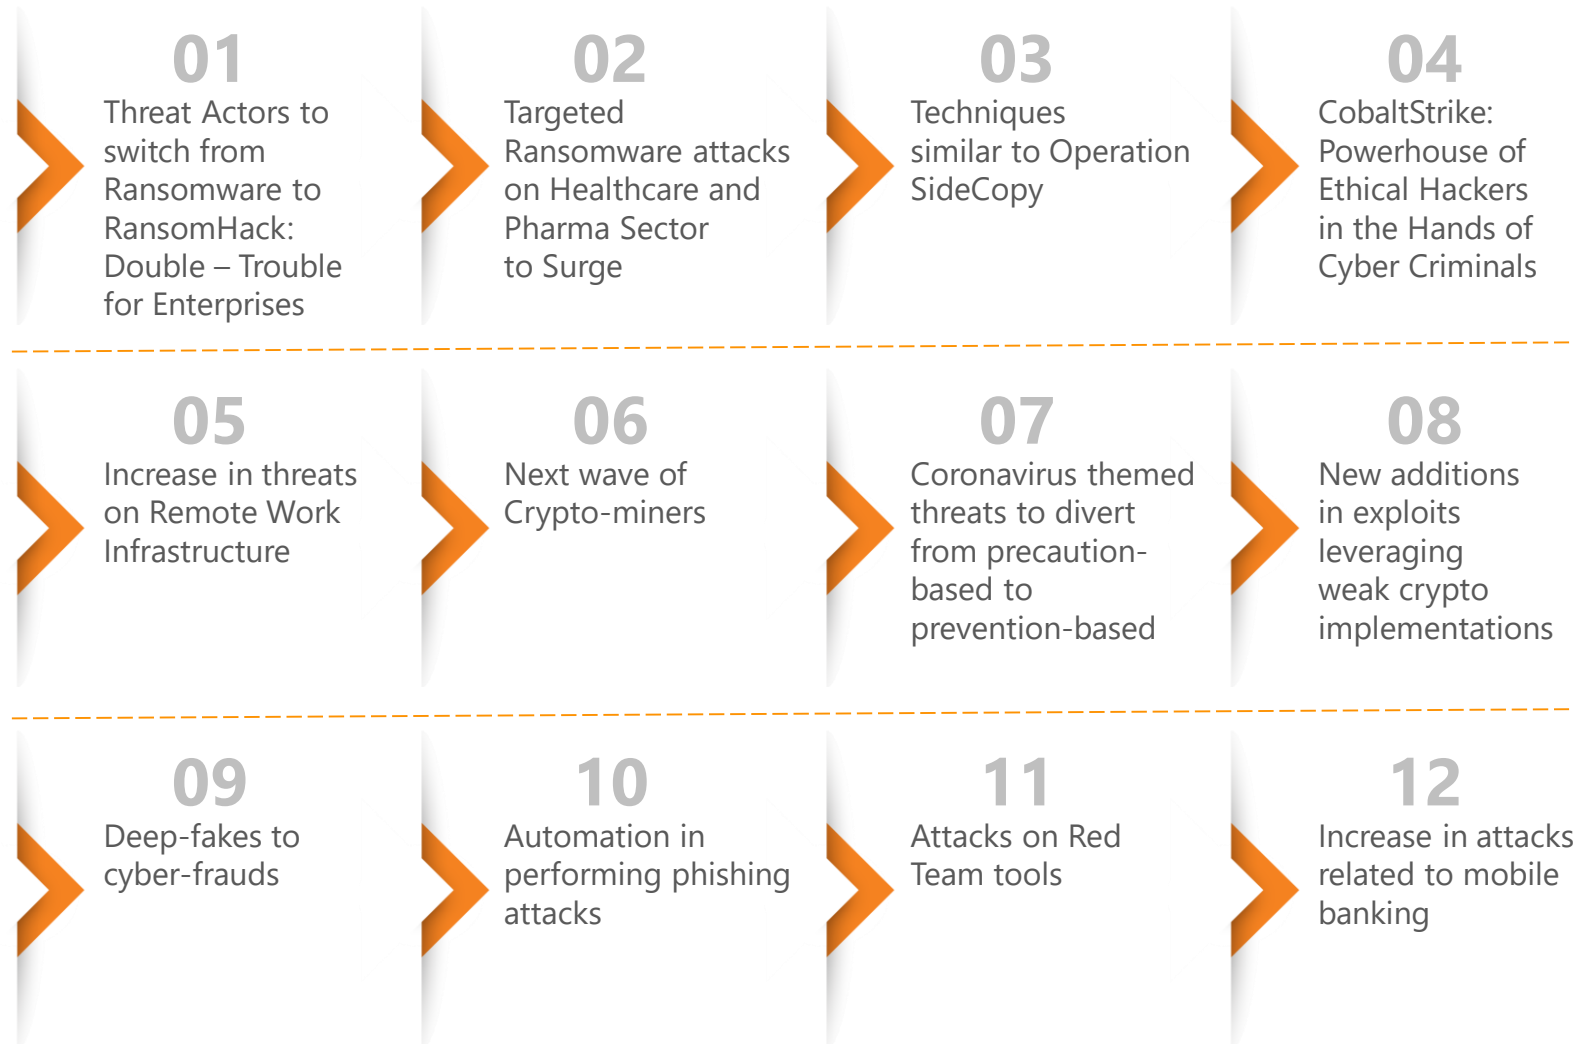 01
Threat Actors to
switch from
Ransomware to
RansomHack:
Double – Trouble
for Enterprises
02
Targeted
Ransomware attacks
on Healthcare and
Pharma Sector
to Surge
03
Techniques
similar to Operation
SideCopy
04
CobaltStrike:
Powerhouse of
Ethical Hackers
in the Hands of
Cyber Criminals
05
Increase in threats
on Remote Work
Infrastructure
06
Next wave of
Crypto-miners
07
Coronavirus themed
threats to divert
from precaution-
based to
prevention-based
08
New additions
in exploits
leveraging
weak crypto
implementations
09
Deep-fakes to
cyber-frauds
10
Automation in
performing phishing
attacks
11
Attacks on Red
Team tools
12
Increase in attacks
related to mobile
banking